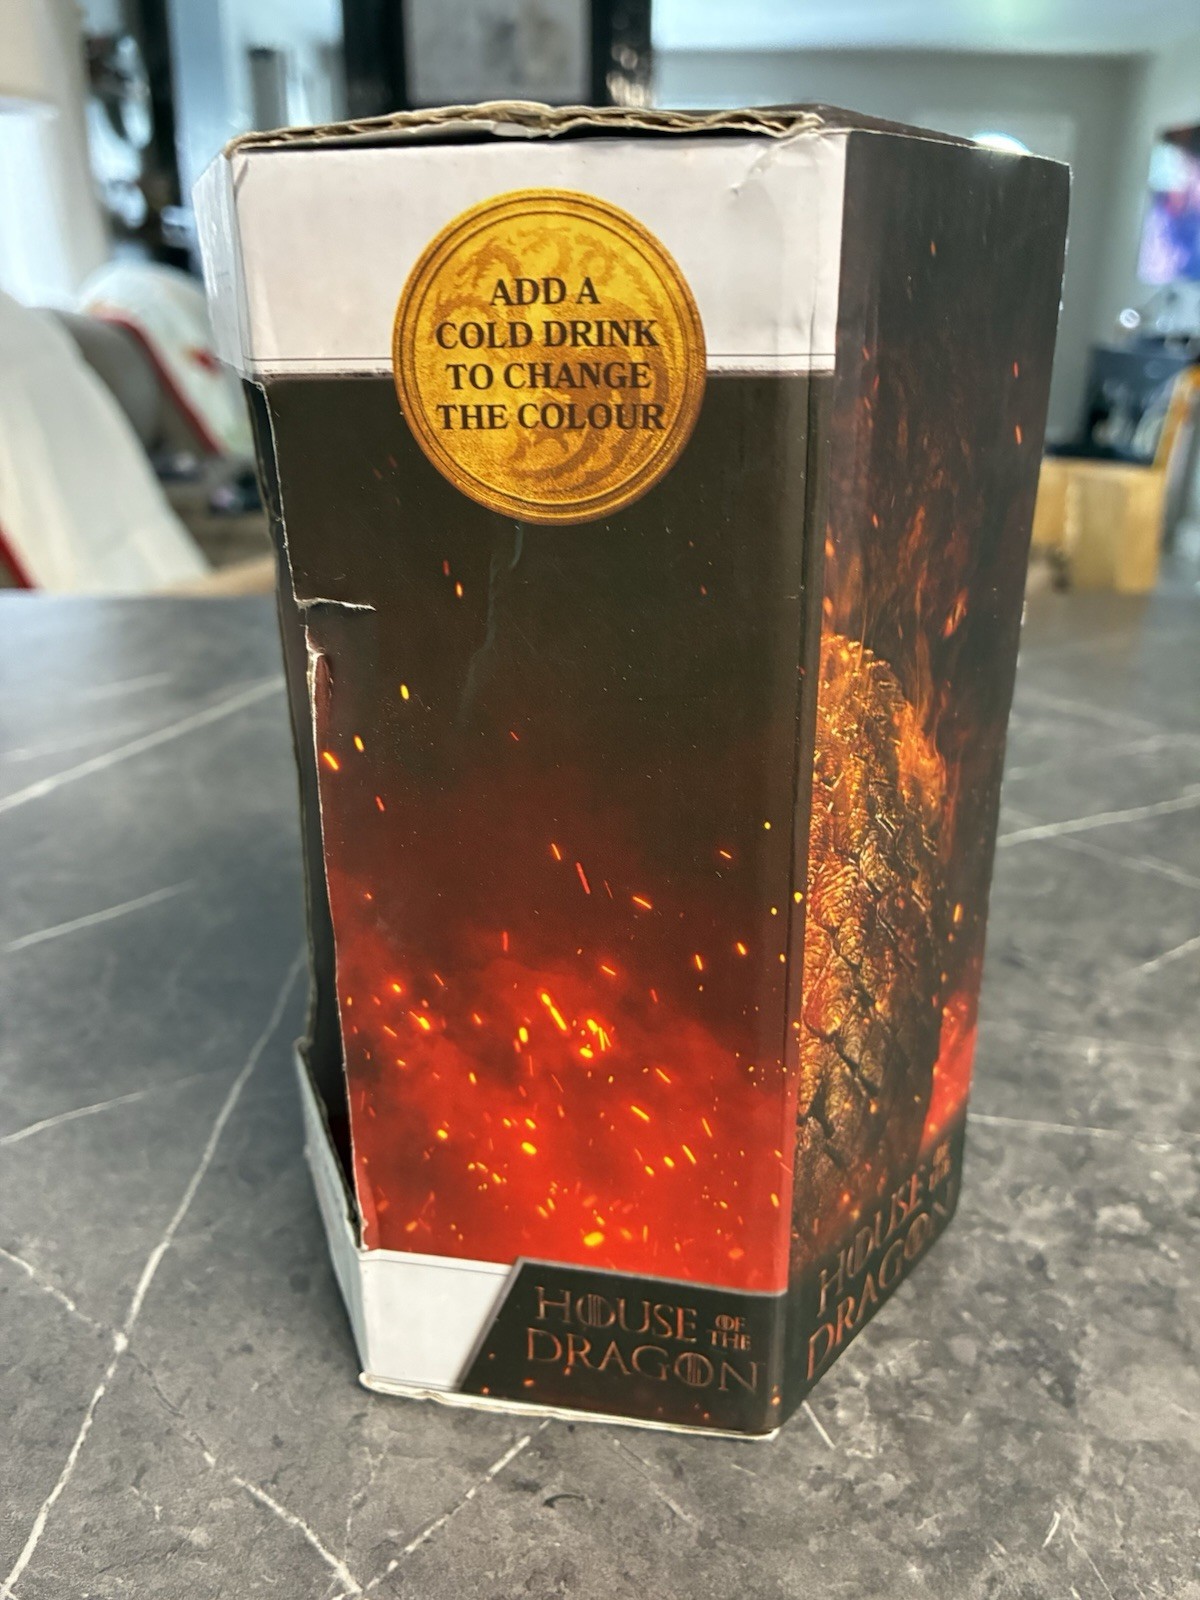 ADD A
COLD DRINK
TO CHANGE
THE COLOUR
HOUSE OF
THE
DRAGON
HOUSE OF
THE
DRAGON